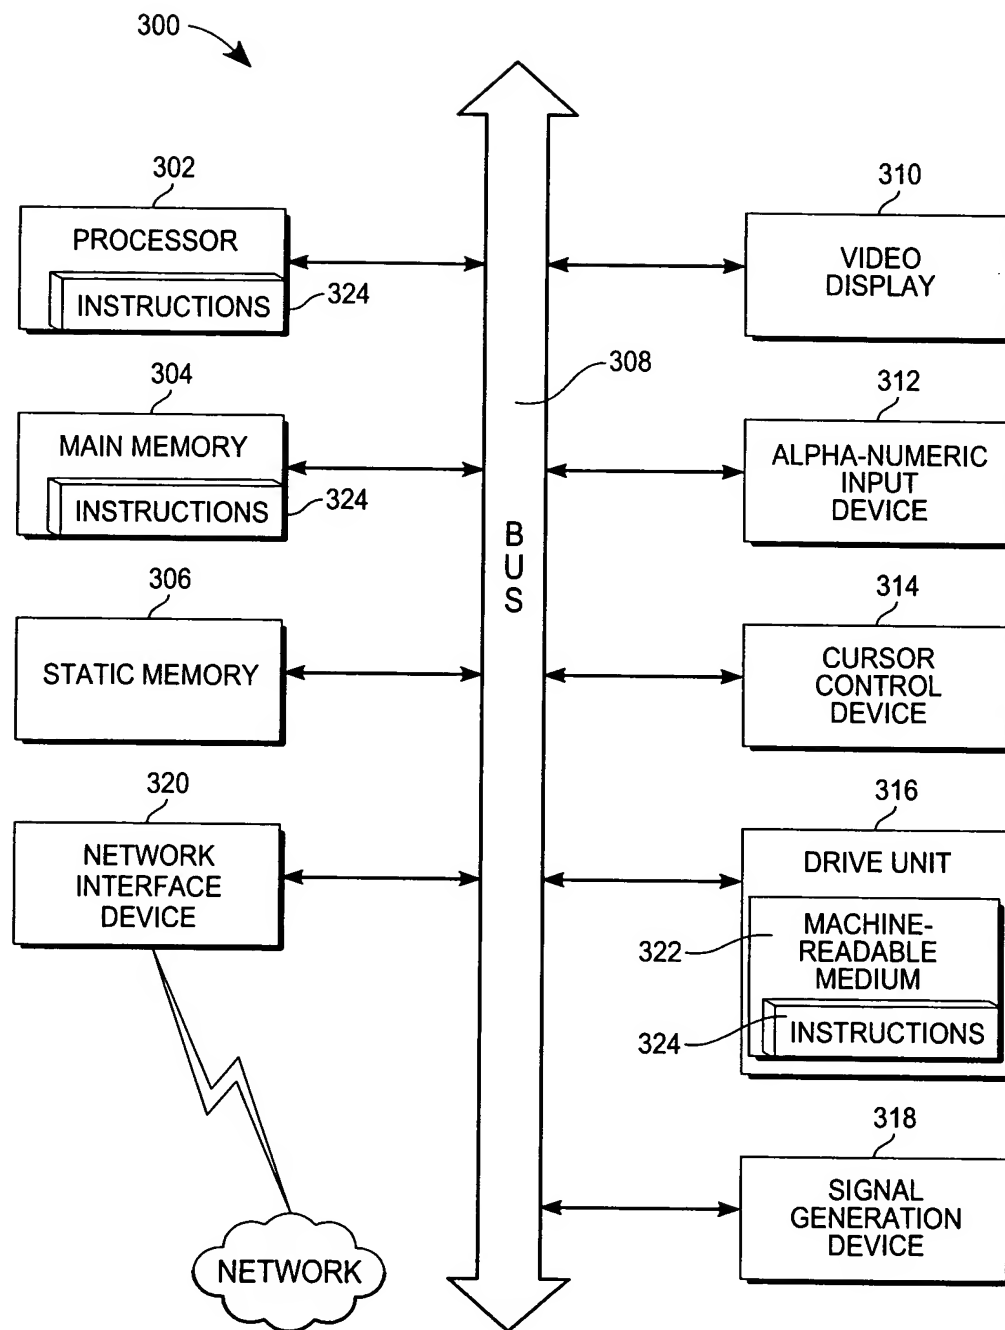 300
302
PROCESSOR
INSTRUCTIONS
324
304
MAIN MEMORY
INSTRUCTIONS
324
306
STATIC MEMORY
320
NETWORK
INTERFACE
DEVICE
NETWORK
BUS
308
310
VIDEO
DISPLAY
312
ALPHA-NUMERIC
INPUT
DEVICE
314
CURSOR
CONTROL
DEVICE
316
DRIVE UNIT
322
MACHINE-
READABLE
MEDIUM
324
INSTRUCTIONS
318
SIGNAL
GENERATION
DEVICE